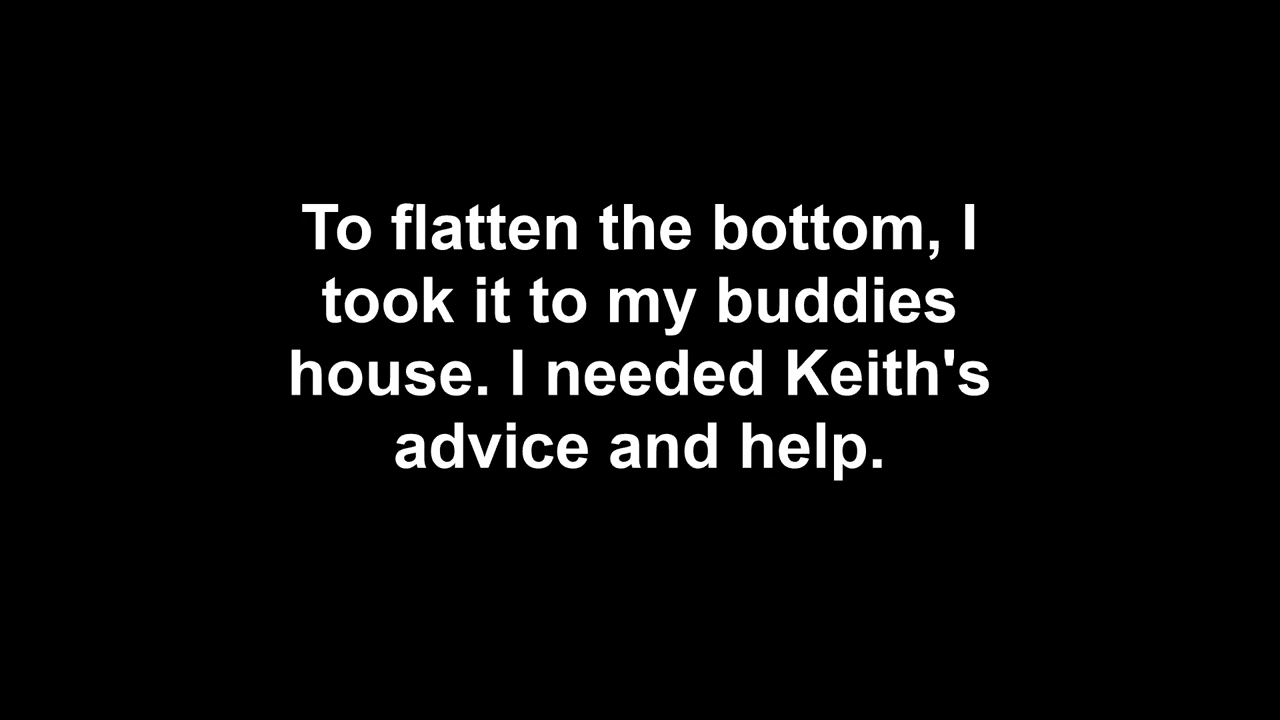 To flatten the bottom, I
took it to my buddies
house. I needed Keith's
advice and help.